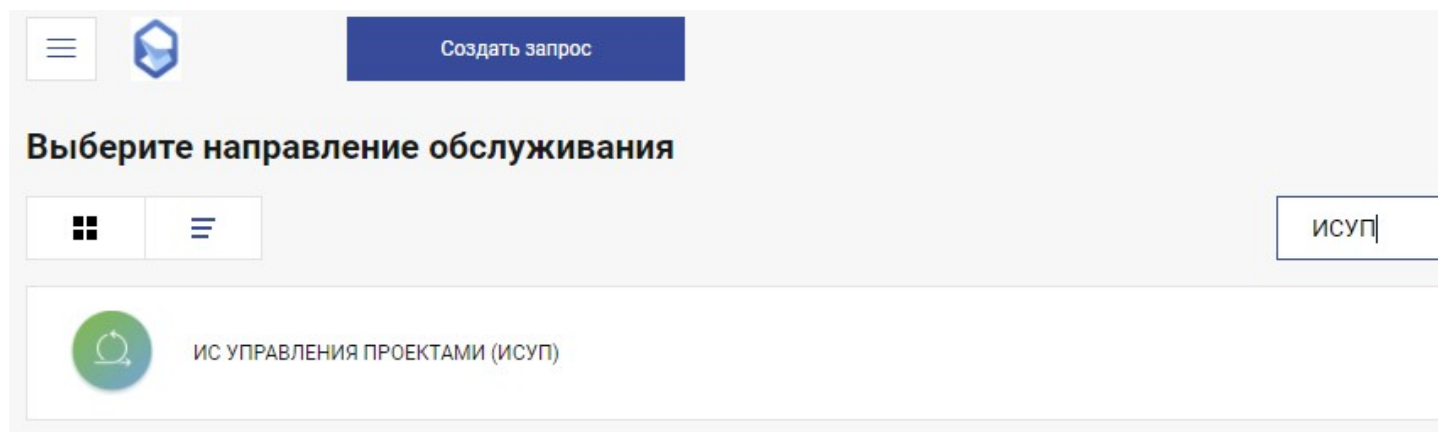 Создать запрос
Выберите направление обслуживания
ИСУП
ИС УПРАВЛЕНИЯ ПРОЕКТАМИ (ИСУП)